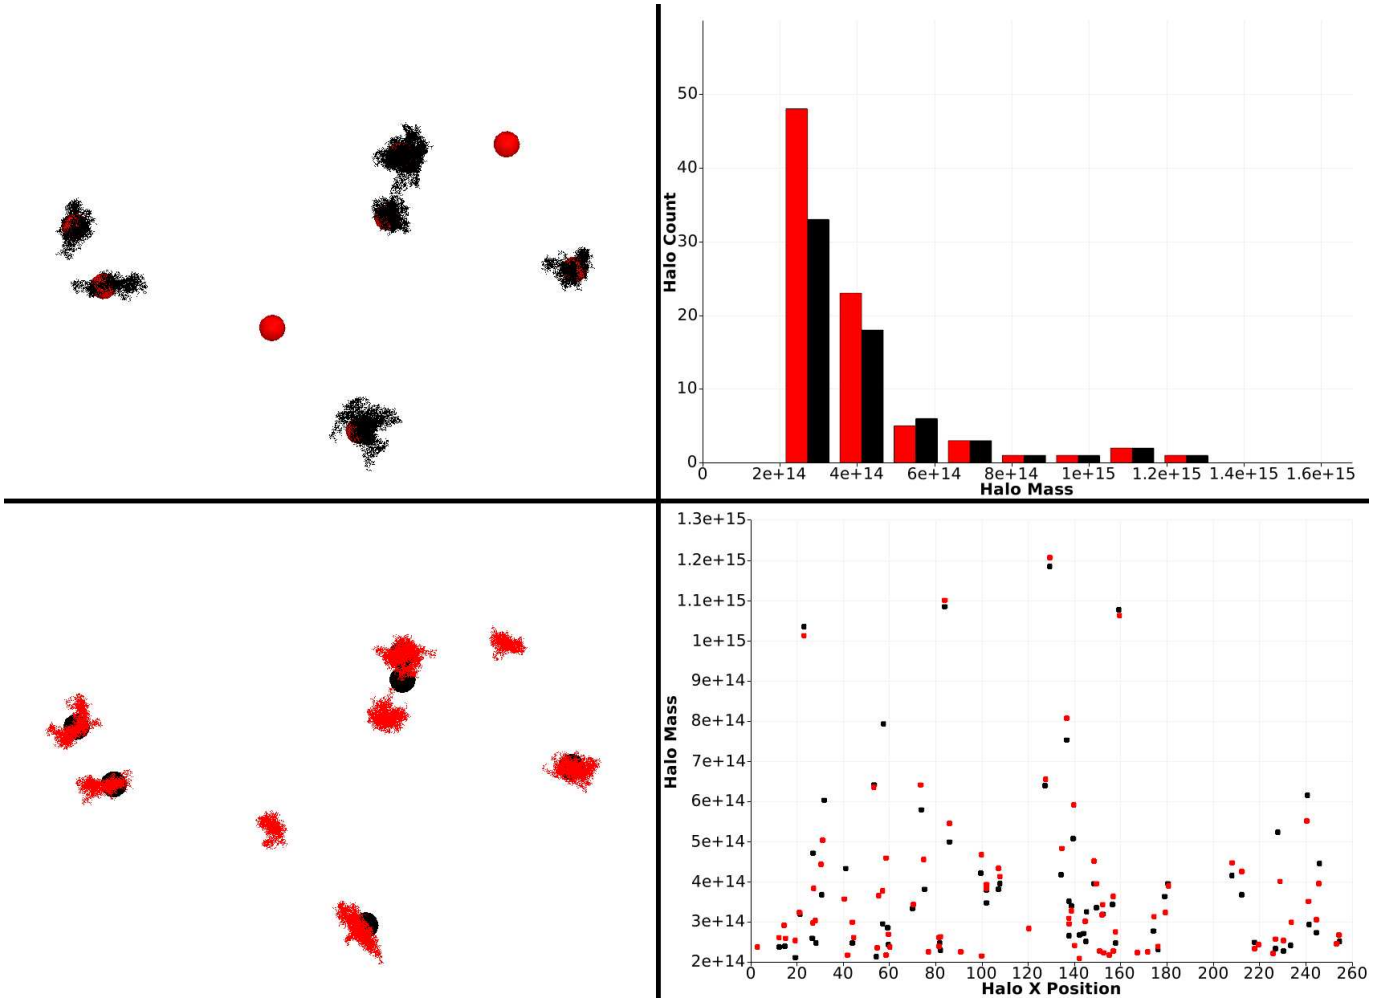 50
40
30
20
10
0
Halo Count
0 2e+14 4e+14 6e+14 8e+14 1e+15 1.2e+15 1.4e+15 1.6e+15
Halo Mass
1.3e+15
1.2e+15
1.1e+15
1e+15
9e+14
8e+14
7e+14
6e+14
5e+14
4e+14
3e+14
2e+14
Halo Mass
0 20 40 60 80 100 120 140 160 180 200 220 240 260
Halo X Position